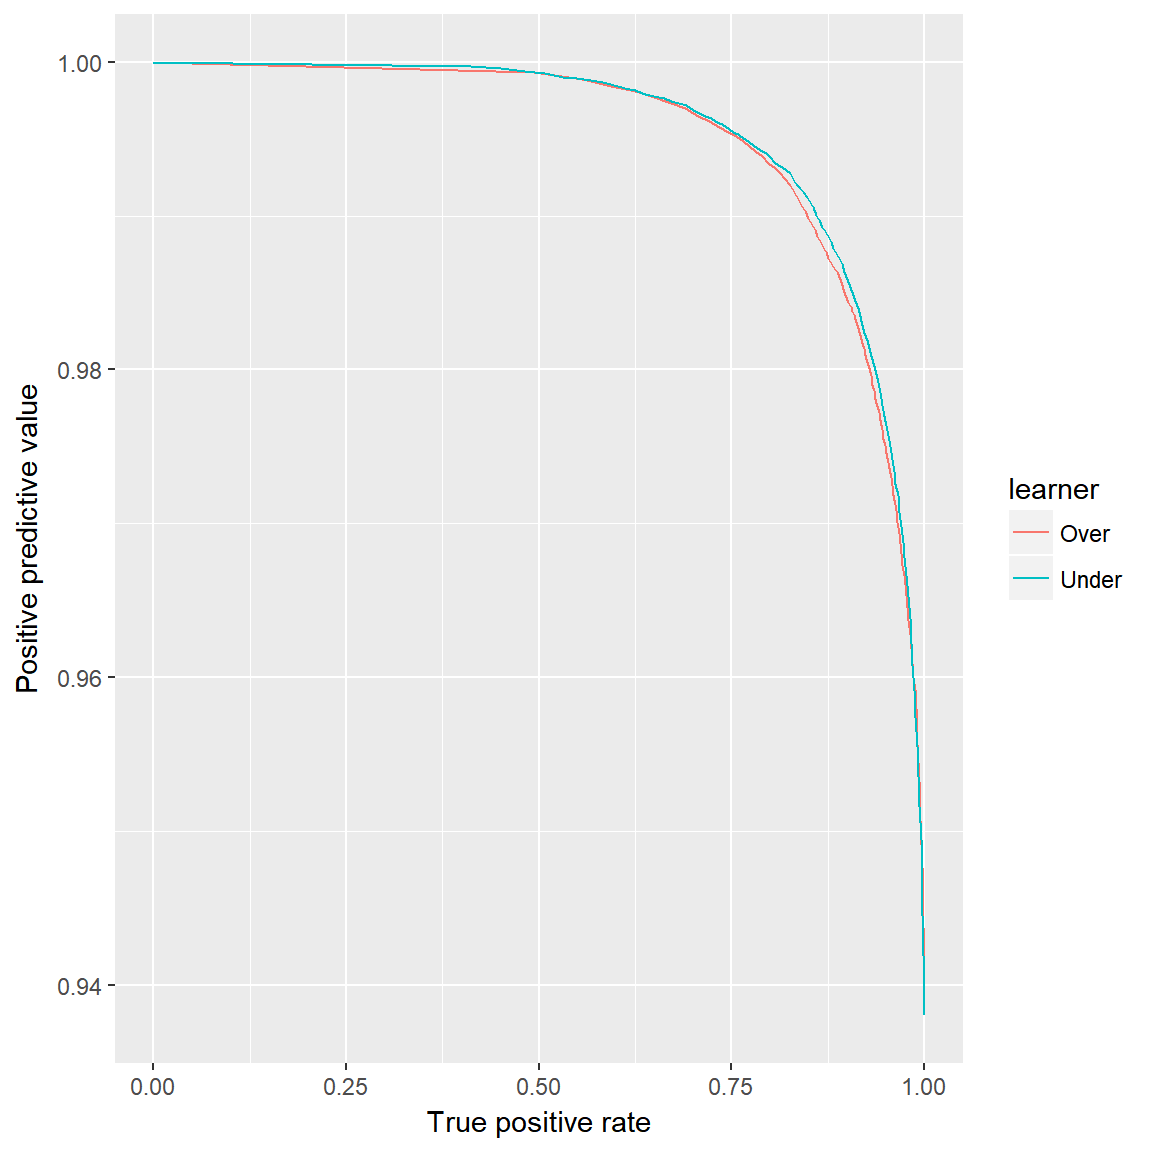 1.00
0.98
0.96
0.94
Positive predictive value
0.00 0.25 0.50 0.75 1.00
True positive rate
learner
Over
Under